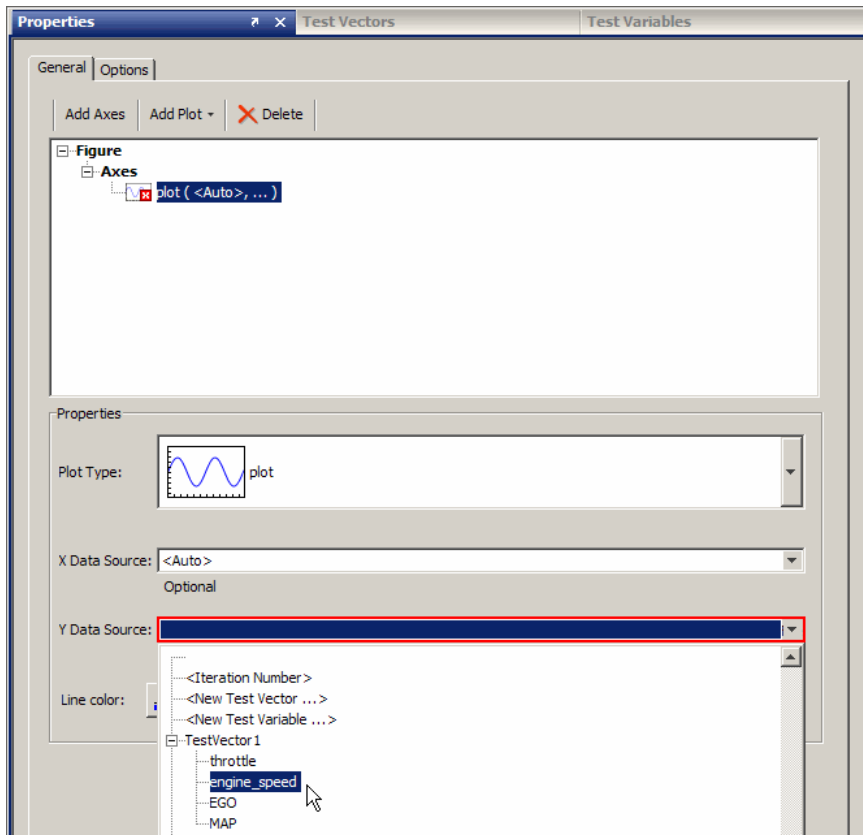 Properties
Test Vectors
Test Variables
General
Options
Add Axes
Add Plot
Delete
Figure
Axes
plot ( <Auto>, ... )
Properties
Plot Type:
plot
X Data Source:
<Auto>
Optional
Y Data Source:
<Iteration Number>
<New Test Vector ...>
<New Test Variable ...>
Line color:
TestVector1
throttle
engine_speed
EGO
MAP